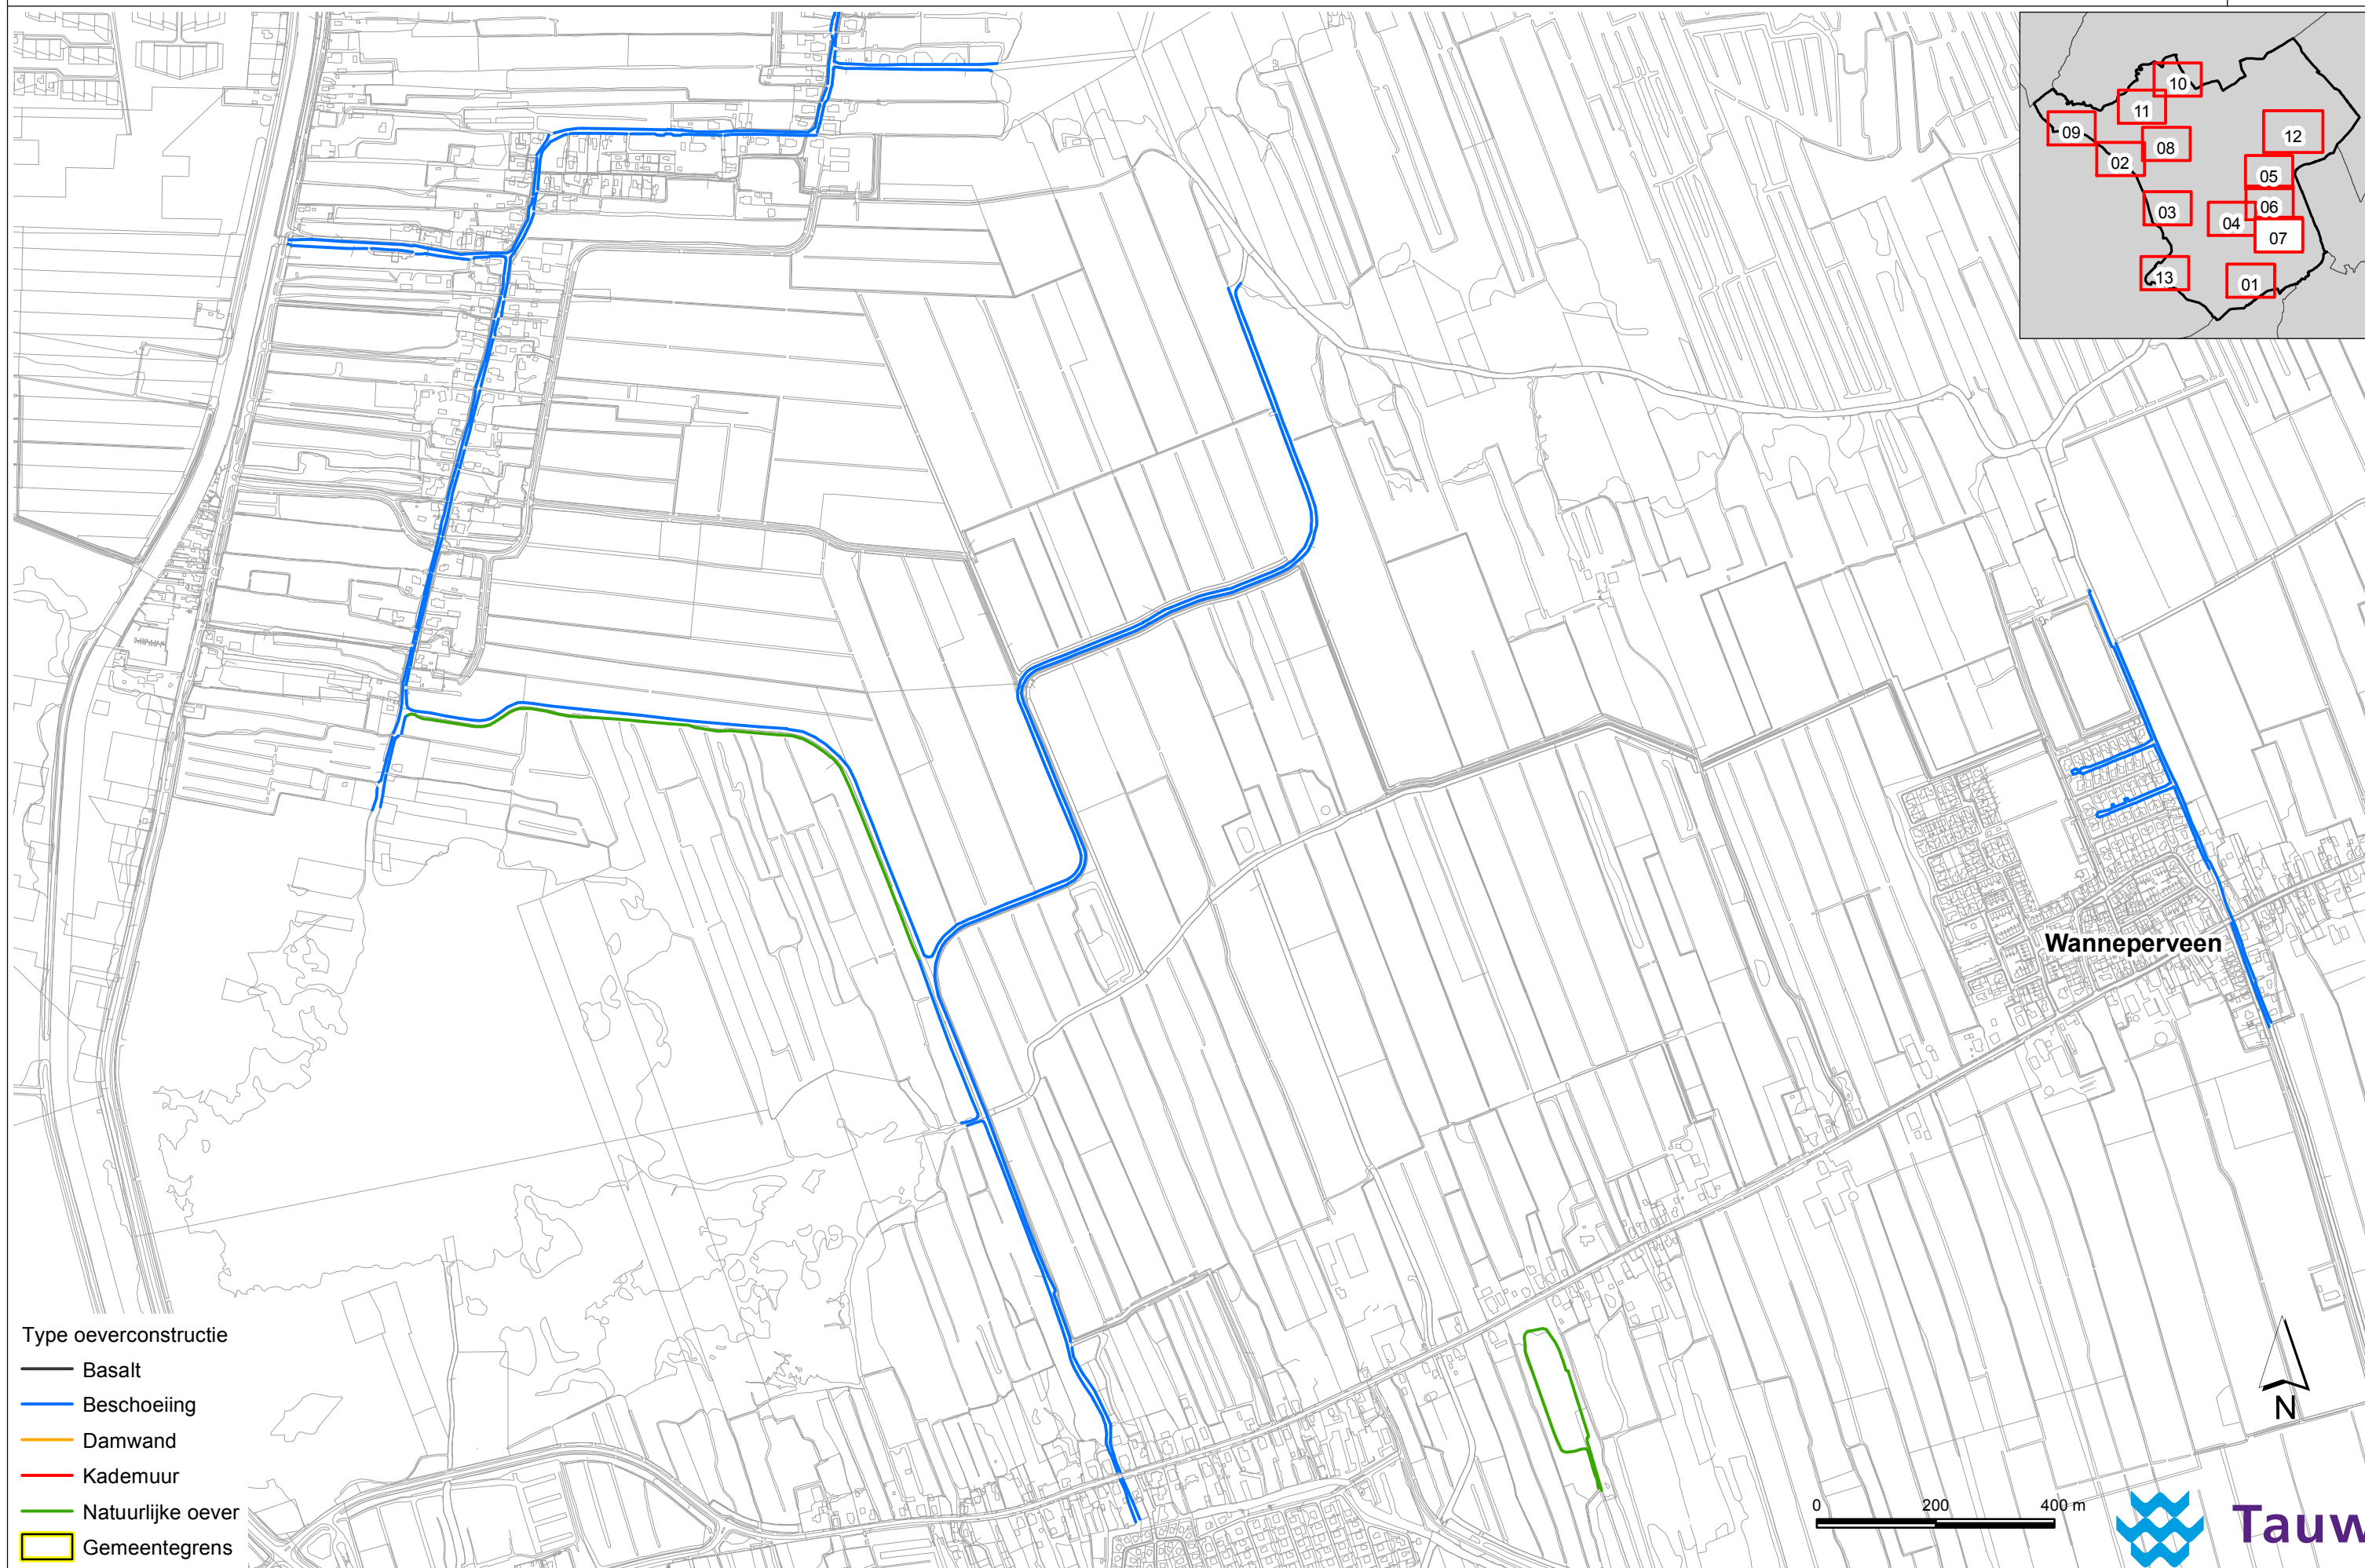 10
11
09
12
08
02
05
06
03
04
07
13
01
Wanneperveen
Type oeverconstructie
Basalt
Beschoeiing
Damwand
Kademuur
Natuurlijke oever
Gemeentegrens
N
0 200 400 m
Tauw